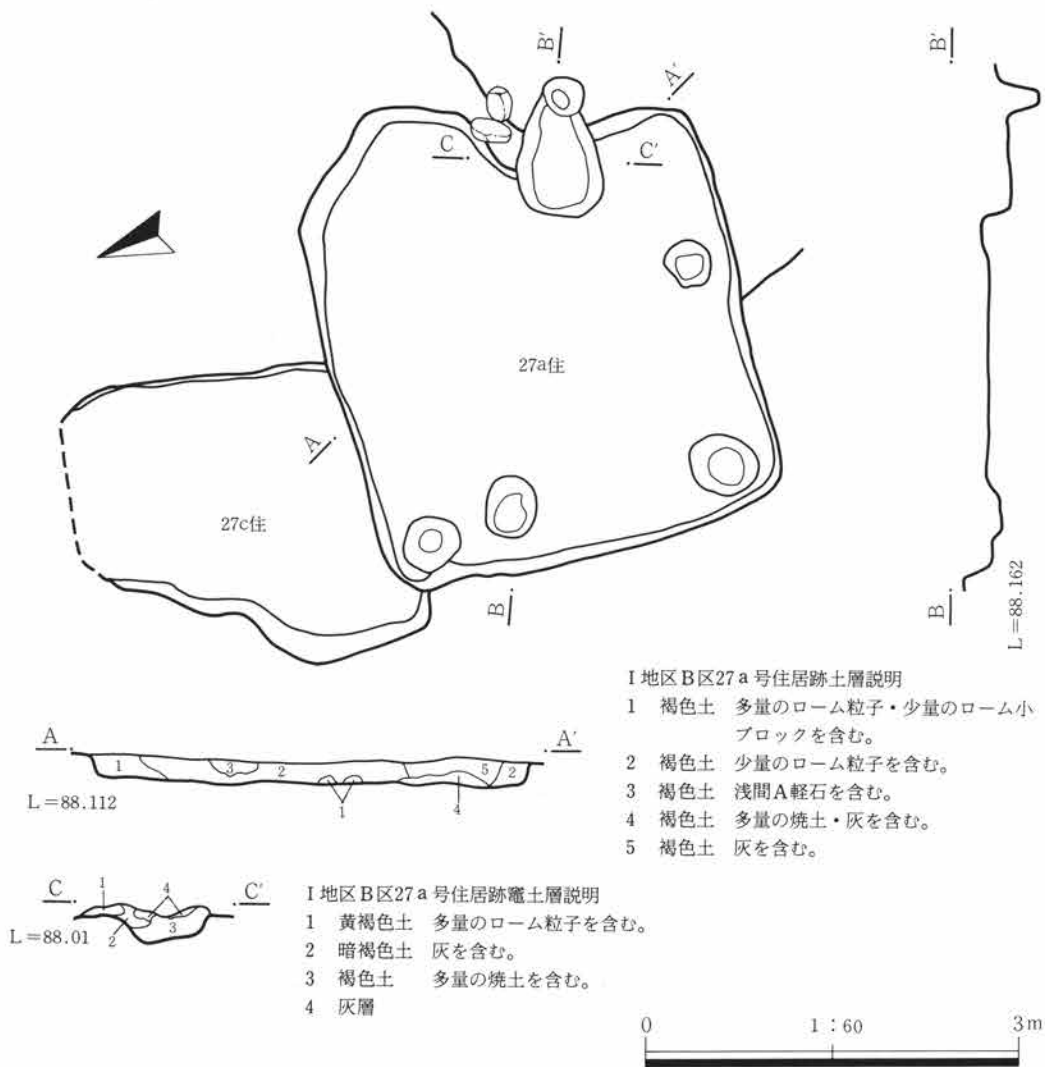 B'
B'
A'
C
C'
27a住
A
27c住
B
B
L=88.162
I地区B区27a号住居跡土層説明
1 褐色土 多量のローム粒子・少量のローム小
ブロックを含む。
2 褐色土 少量のローム粒子を含む。
3 褐色土 浅間A軽石を含む。
4 褐色土 多量の焼土・灰を含む。
5 褐色土 灰を含む。
A
A'
1
3
2
5
2
L=88.112
1
4
C
1
4
C'
L=88.01
2
3
I地区B区27a号住居跡竈土層説明
1 黄褐色土 多量のローム粒子を含む。
2 暗褐色土 灰を含む。
3 褐色土 多量の焼土を含む。
4 灰層
0 1:60 3m